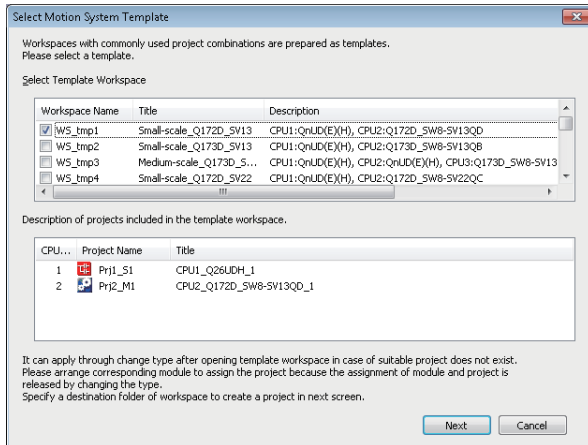 Select Motion System Template
Workspaces with commonly used project combinations are prepared as templates.
Please select a template.
Select Template Workspace
Workspace Name Title Description
WS_tmp1 Small-scale_Q172D_SV13 CPU1:QnUD(E)(H), CPU2:Q172D_SW8-SV13QD
WS_tmp2 Small-scale_Q173D_SV13 CPU1:QnUD(E)(H), CPU2:Q173D_SW8-SV13QB
WS_tmp3 Medium-scale_Q173D_S... CPU1:QnUD(E)(H), CPU2:QnUD(E)(H), CPU3:Q173D_SW8-SV13
WS_tmp4 Small-scale_Q172D_SV22 CPU1:QnUD(E)(H), CPU2:Q172D_SW8-SV22QC
Description of projects included in the template workspace.
CPU... Project Name Title
1 Prj1_S1 CPU1_Q26UDH_1
2 Prj2_M1 CPU2_Q172D_SW8-SV13QD_1
It can apply through change type after opening template workspace in case of suitable project does not exist.
Please arrange corresponding module to assign the project because the assignment of module and project is
released by changing the type.
Specify a destination folder of workspace to create a project in next screen.
Next Cancel